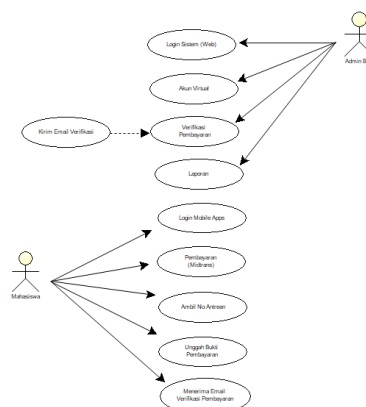 Login Sistem (Web)
Admin B
Akun Virtual
Kirim Email Verifikasi
Verifikasi
Pembayaran
Laporan
Login Mobile Apps
Mahasiswa
Pembayaran
(Midtrans)
Ambil No Antrean
Unggah Bukti
Pembayaran
Menerima Email
Verifikasi Pembayaran